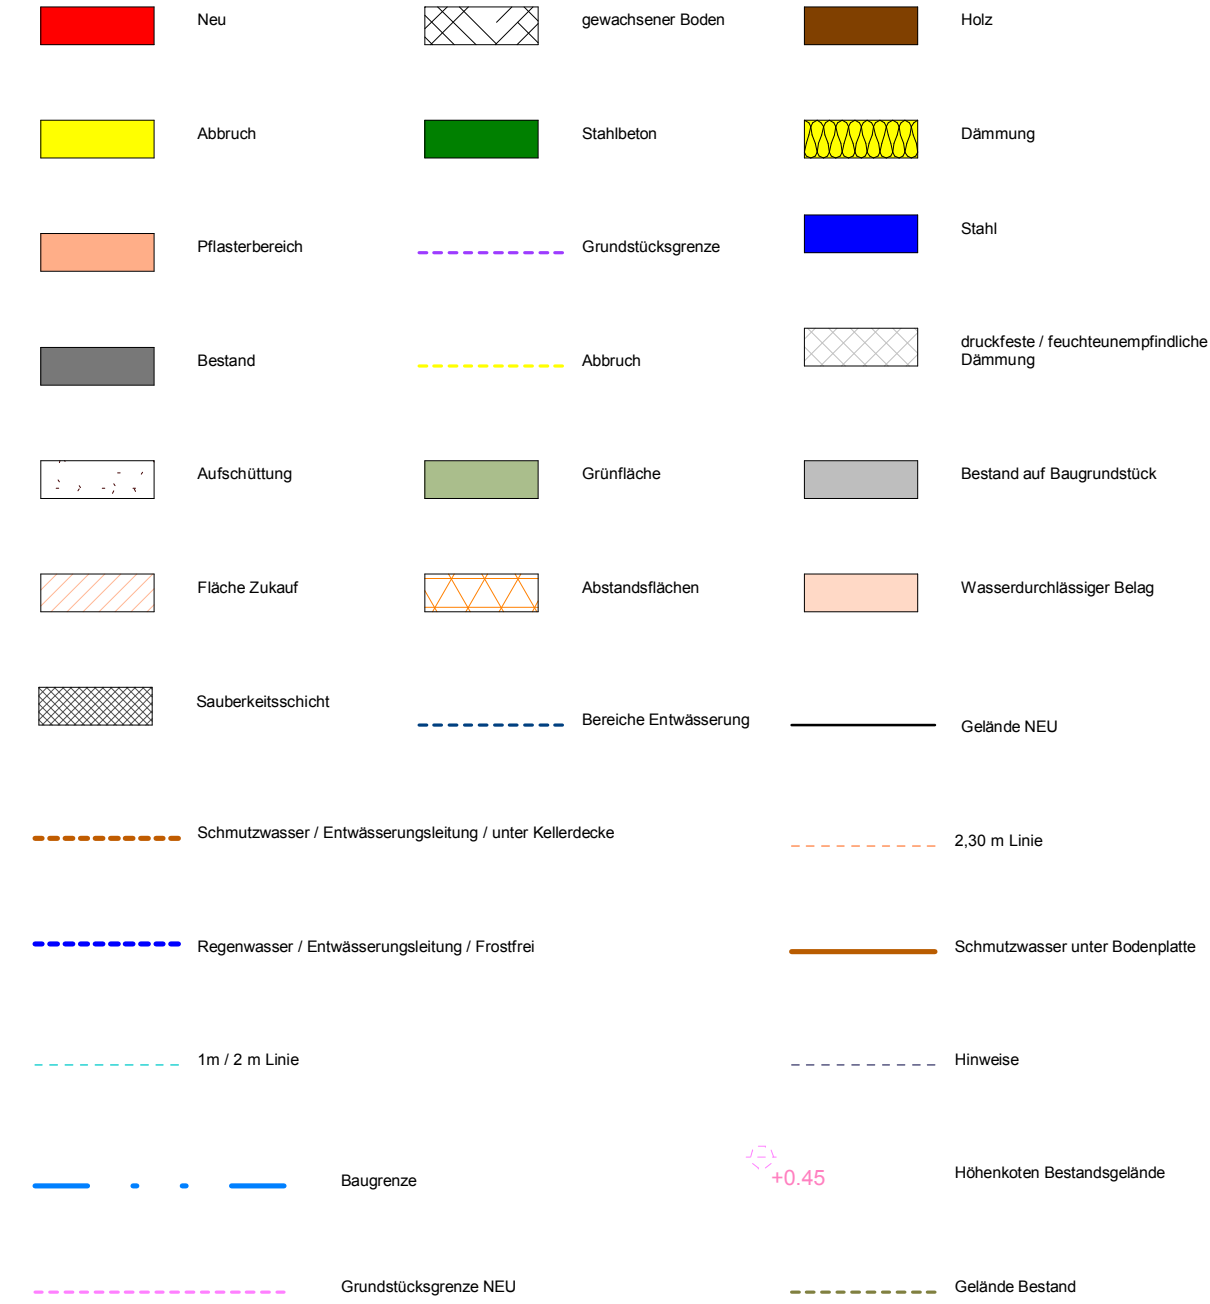 Neu
gewachsener Boden
Holz
Abbruch
Stahlbeton
Dämmung
Pflasterbereich
Grundstücksgrenze
Stahl
Bestand
Abbruch
druckfeste / feuchteunempfindliche
Dämmung
Aufschüttung
Grünfläche
Bestand auf Baugrundstück
Fläche Zukauf
Abstandsflächen
Wasserdurchlässiger Belag
Sauberkeitsschicht
Bereiche Entwässerung
Gelände NEU
Schmutzwasser / Entwässerungsleitung / unter Kellerdecke
2,30 m Linie
Regenwasser / Entwässerungsleitung / Frostfrei
Schmutzwasser unter Bodenplatte
1m / 2 m Linie
Hinweise
Baugrenze
+0.45
Höhenkoten Bestandsgelände
Grundstücksgrenze NEU
Gelände Bestand